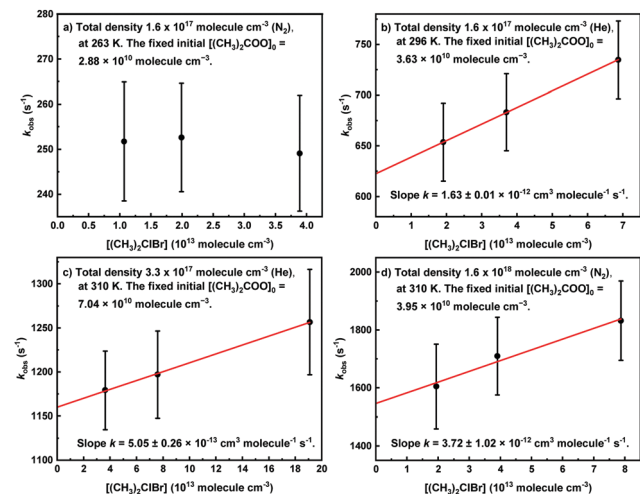 a) Total density 1.6 x 10¹⁷ molecule cm⁻³ (N₂),
at 263 K. The fixed initial [(CH₃)₂COO]₀ =
2.88 × 10¹⁰ molecule cm⁻³.
280
270
260
250
240
k_obs (s⁻¹)
0.0 0.5 1.0 1.5 2.0 2.5 3.0 3.5 4.0
[(CH₃)₂CIBr] (10¹³ molecule cm⁻³)
b) Total density 1.6 x 10¹⁷ molecule cm⁻³ (He),
at 296 K. The fixed initial [(CH₃)₂COO]₀ =
3.63 × 10¹⁰ molecule cm⁻³.
750
700
650
600
k_obs (s⁻¹)
Slope k = 1.63 ± 0.01 × 10⁻¹² cm³ molecule⁻¹ s⁻¹.
0 1 2 3 4 5 6 7
[(CH₃)₂CIBr] (10¹³ molecule cm⁻³)
c) Total density 3.3 x 10¹⁷ molecule cm⁻³ (He),
at 310 K. The fixed initial [(CH₃)₂COO]₀ =
7.04 × 10¹⁰ molecule cm⁻³.
1300
1250
1200
1150
1100
k_obs (s⁻¹)
Slope k = 5.05 ± 0.26 × 10⁻¹³ cm³ molecule⁻¹ s⁻¹.
0 2 4 6 8 10 12 14 16 18 20
[(CH₃)₂CIBr] (10¹³ molecule cm⁻³)
d) Total density 1.6 x 10¹⁸ molecule cm⁻³ (N₂),
at 310 K. The fixed initial [(CH₃)₂COO]₀ =
3.95 × 10¹⁰ molecule cm⁻³.
2000
1800
1600
1400
k_obs (s⁻¹)
Slope k = 3.72 ± 1.02 × 10⁻¹² cm³ molecule⁻¹ s⁻¹.
0 1 2 3 4 5 6 7 8
[(CH₃)₂CIBr] (10¹³ molecule cm⁻³)